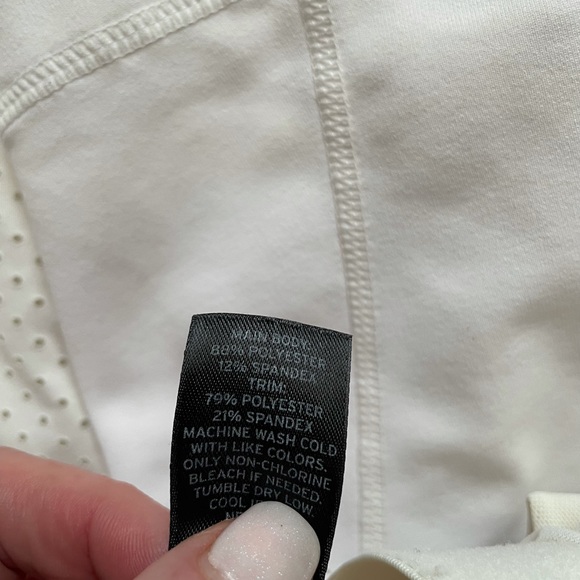 MAIN BODY:
88% POLYESTER
12% SPANDEX
TRIM:
79% POLYESTER
21% SPANDEX
MACHINE WASH COLD
WITH LIKE COLORS.
ONLY NON-CHLORINE
BLEACH IF NEEDED.
TUMBLE DRY LOW.
COOL